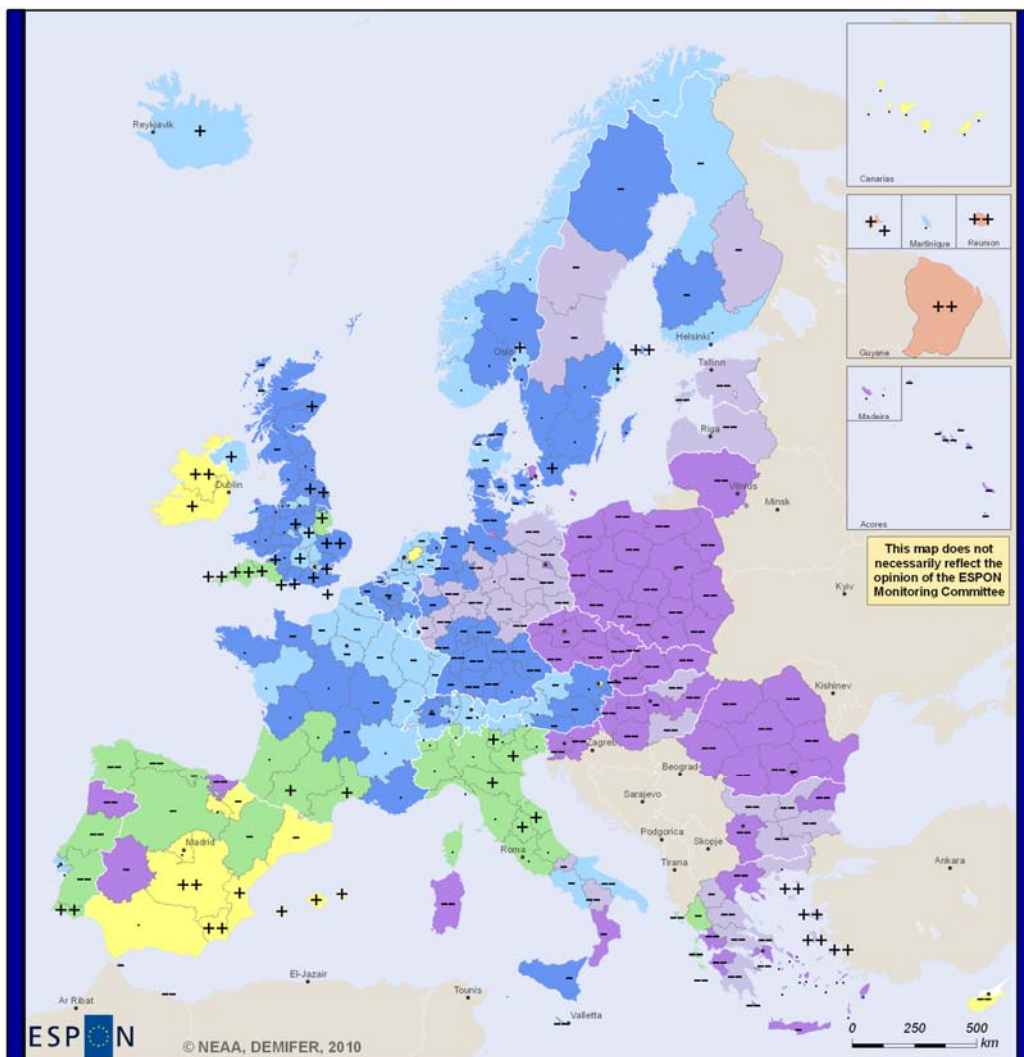 Reykjavik
Canarias
Martinique
Réunion
Guyane
Oslo
Helsinki
Tallinn
Madeira
Riga
Dublin
Vilnius
Minsk
Acores
This map does not
necessarily reflect the
opinion of the ESPON
Monitoring Committee
Kyiv
Kishinev
Zagreb
Beograd
Sarajevo
Podgorica
Skopje
Madrid
Roma
Tirana
Ankara
El-Jazair
Tounis
Ar Ribat
Valletta
ESPON
© NEAA, DEMIFER, 2010
0 250 500
km